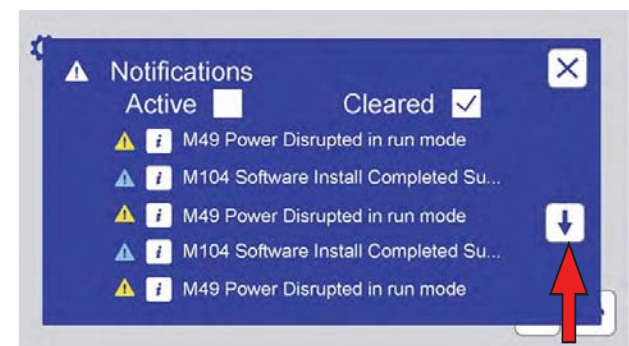 Notifications
Active Cleared
M49 Power Disrupted in run mode
M104 Software Install Completed Su...
M49 Power Disrupted in run mode
M104 Software Install Completed Su...
M49 Power Disrupted in run mode